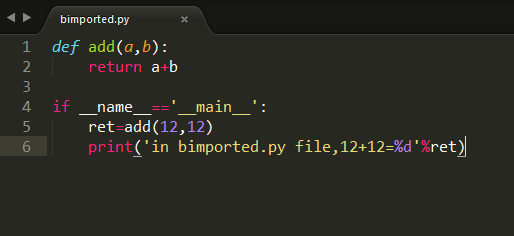 bimported.py ×
1 def add(a,b):
2     return a+b
3
4 if __name__=='__main__':
5     ret=add(12,12)
6     print('in bimported.py file,12+12=%d'%ret)